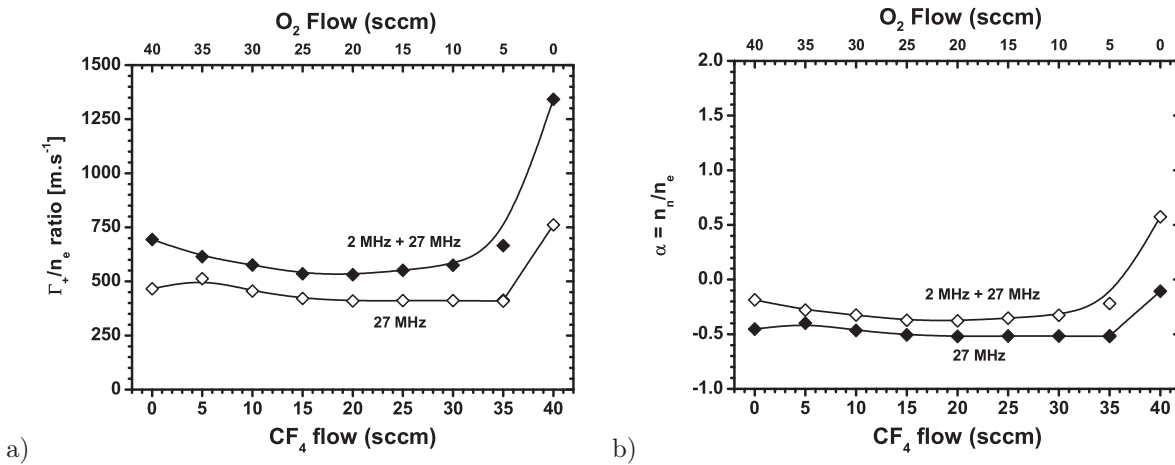 O₂ Flow (sccm)
40 35 30 25 20 15 10 5 0
1500
1250
1000
750
500
250
0
Γ₊/nₑ ratio [m.s⁻¹]
2 MHz + 27 MHz
27 MHz
0 5 10 15 20 25 30 35 40
CF₄ flow (sccm)
a)
O₂ Flow (sccm)
40 35 30 25 20 15 10 5 0
2.0
1.5
1.0
0.5
0.0
-0.5
-1.0
α = nₙ/nₑ
2 MHz + 27 MHz
27 MHz
0 5 10 15 20 25 30 35 40
CF₄ flow (sccm)
b)